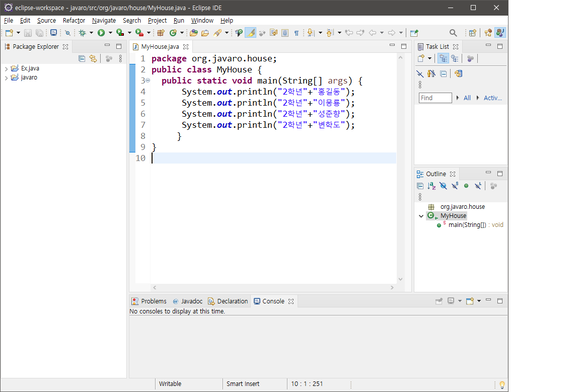 eclipse-workspace - javaro/src/org/javaro/house/MyHouse.java - Eclipse IDE
File Edit Source Refactor Navigate Search Project Run Window Help
Package Explorer
Ex.java
javaro
MyHouse.java
1 package org.javaro.house;
2 public class MyHouse {
3 public static void main(String[] args) {
4 System.out.println("2학년"+"홍길동");
5 System.out.println("2학년"+"이몽룡");
6 System.out.println("2학년"+"성춘향");
7 System.out.println("2학년"+"변학도");
8 }
9 }
10
Task List
Find All Activ...
Outline
org.javaro.house
MyHouse
main(String[]) : void
Problems Javadoc Declaration Console
No consoles to display at this time.
Writable Smart Insert 10 : 1 : 251